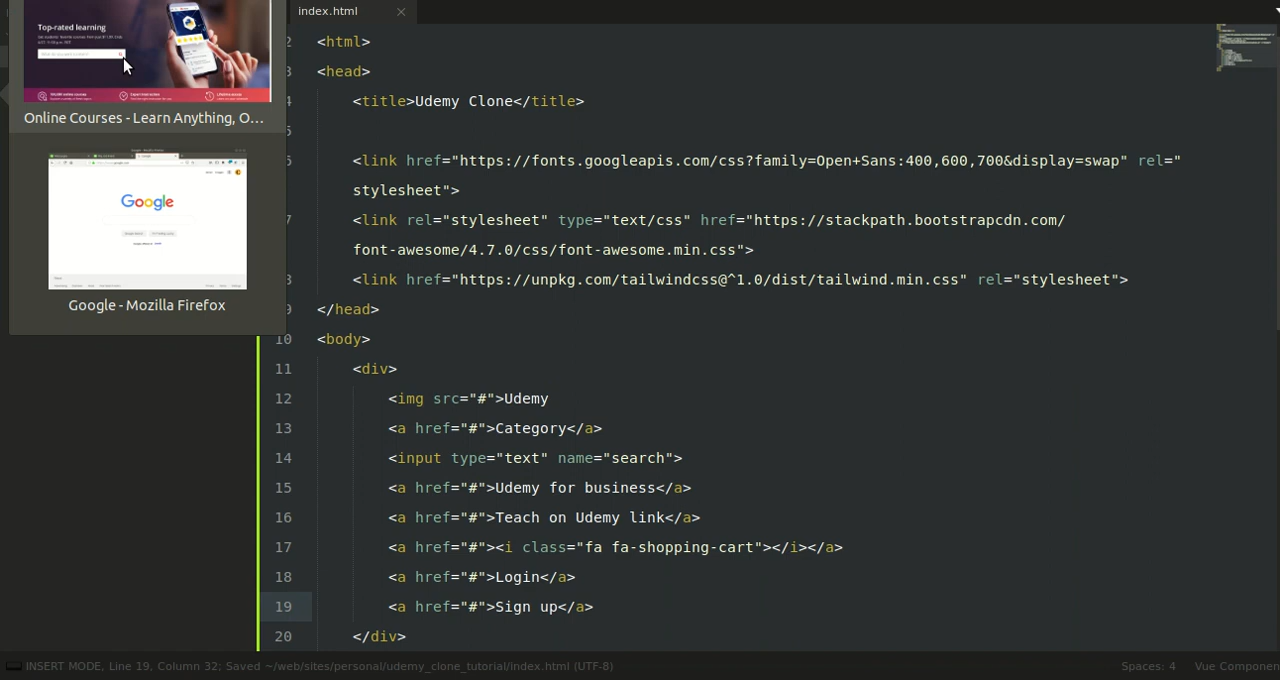 index.html
Top-rated learning
Online Courses - Learn Anything, O...
Google
Google - Mozilla Firefox
2 <html>
3 <head>
4 <title>Udemy Clone</title>
5
6 <link href="https://fonts.googleapis.com/css?family=Open+Sans:400,600,700&display=swap" rel="
stylesheet">
7 <link rel="stylesheet" type="text/css" href="https://stackpath.bootstrapcdn.com/
font-awesome/4.7.0/css/font-awesome.min.css">
8 <link href="https://unpkg.com/tailwindcss@^1.0/dist/tailwind.min.css" rel="stylesheet">
9 </head>
10 <body>
11 <div>
12 <img src="#">Udemy
13 <a href="#">Category</a>
14 <input type="text" name="search">
15 <a href="#">Udemy for business</a>
16 <a href="#">Teach on Udemy link</a>
17 <a href="#"><i class="fa fa-shopping-cart"></i></a>
18 <a href="#">Login</a>
19 <a href="#">Sign up</a>
20 </div>
INSERT MODE, Line 19, Column 32; Saved ~/web/sites/personal/udemy_clone_tutorial/index.html (UTF-8)
Spaces: 4
Vue Componen